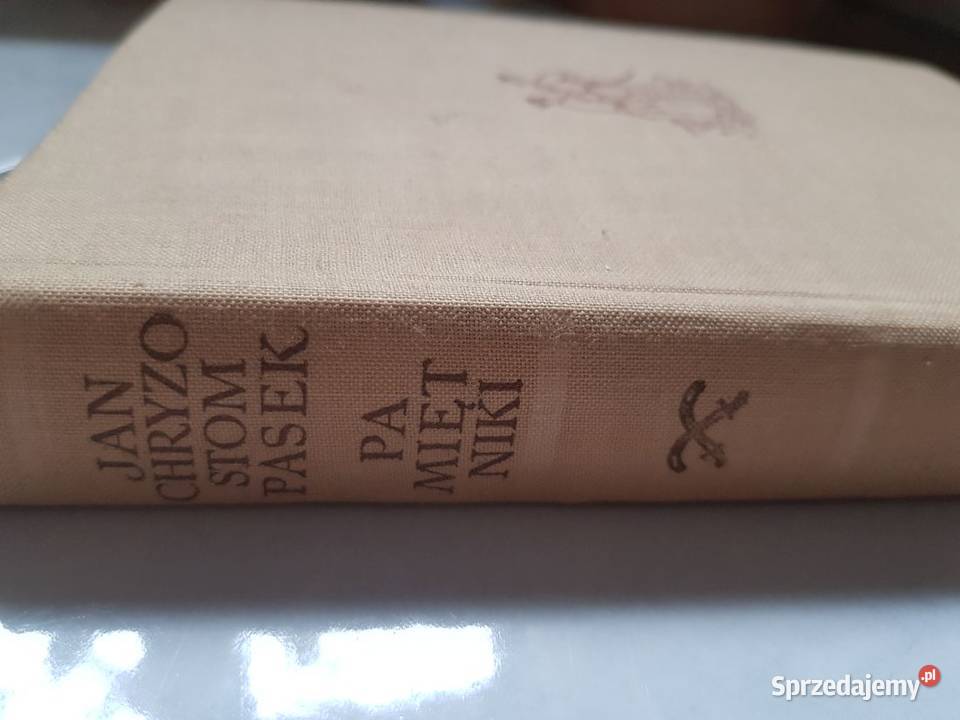 JAN
CHRYZO
STOM
PASEK
PA
MIĘT
NIKI
Sprzedajemy.pl